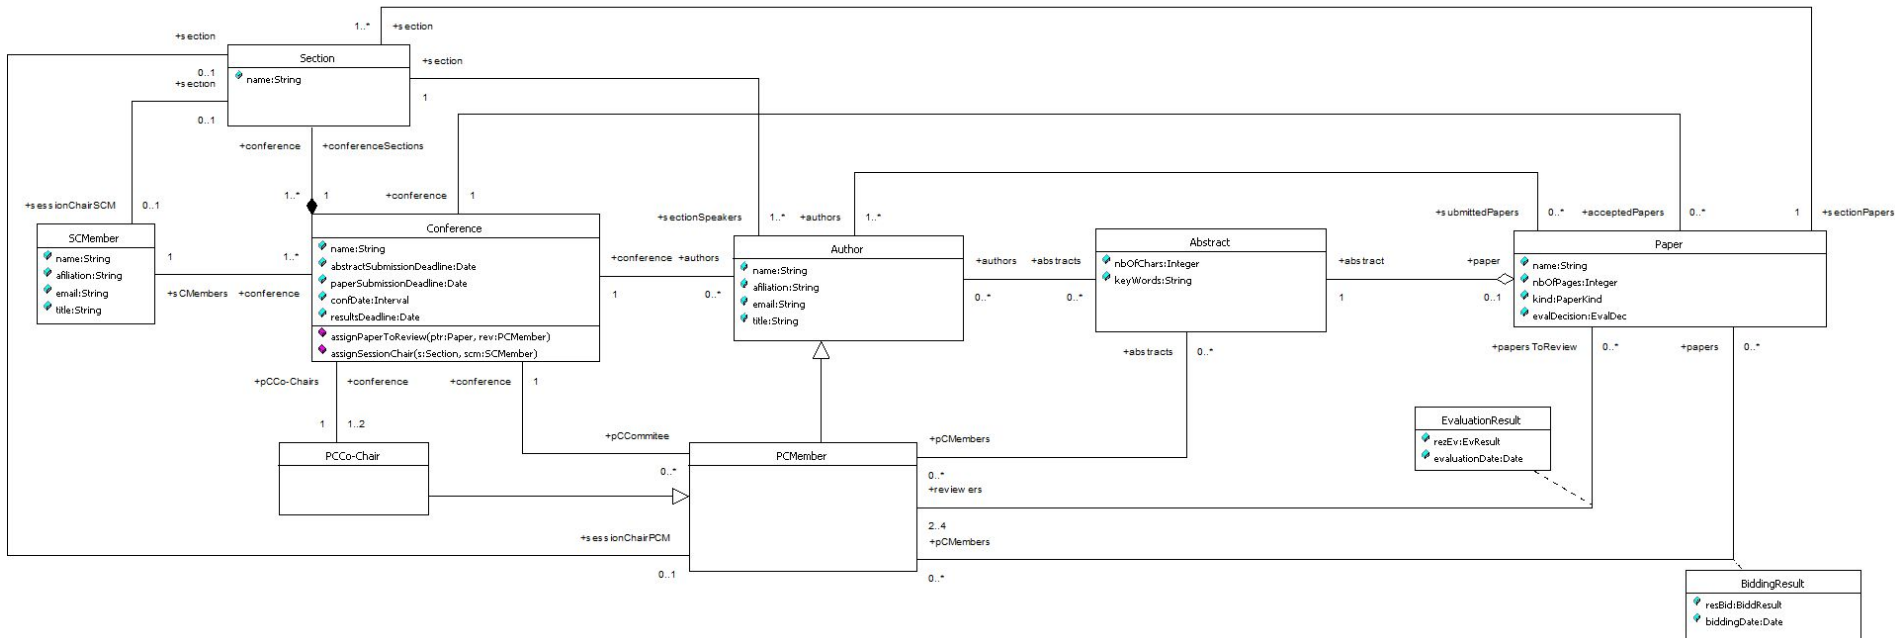 1..* +section
+section
Section
0..1
+section
name:String
+section
1
0..1
+conference +conferenceSections
1..* 1
+conference 1
+sessionChairSCM 0..1
+sectionSpeakers 1..* +authors 1..*
+submittedPapers 0..* +acceptedPapers 0..* 1 +sectionPapers
SCMember
name:String
afiliation:String
email:String
title:String
1 1..*
+sCMembers +conference
Conference
name:String
abstractSubmissionDeadline:Date
paperSubmissionDeadline:Date
confDate:Interval
resultsDeadline:Date
assignPaperToReview(ptr:Paper, rev:PCMember)
assignSessionChair(s:Section, scm:SCMember)
+conference +authors
1 0..*
Author
name:String
afiliation:String
email:String
title:String
+authors +abstracts
0..* 0..*
Abstract
nbOfChars:Integer
keyWords:String
+abstract +paper
1 0..1
Paper
name:String
nbOfPages:Integer
kind:PaperKind
evalDecision:EvalDec
+abstracts 0..*
+papersToReview 0..* +papers 0..*
+pCCo-Chairs +conference
1 1..2
+conference 1
PCCo-Chair
+pCCommitee
0..*
PCMember
+pCMembers
0..*
+reviewers
2..4
+pCMembers
0..*
+sessionChairPCM
0..1
EvaluationResult
rezEv:EvResult
evaluationDate:Date
BiddingResult
resBid:BiddResult
biddingDate:Date